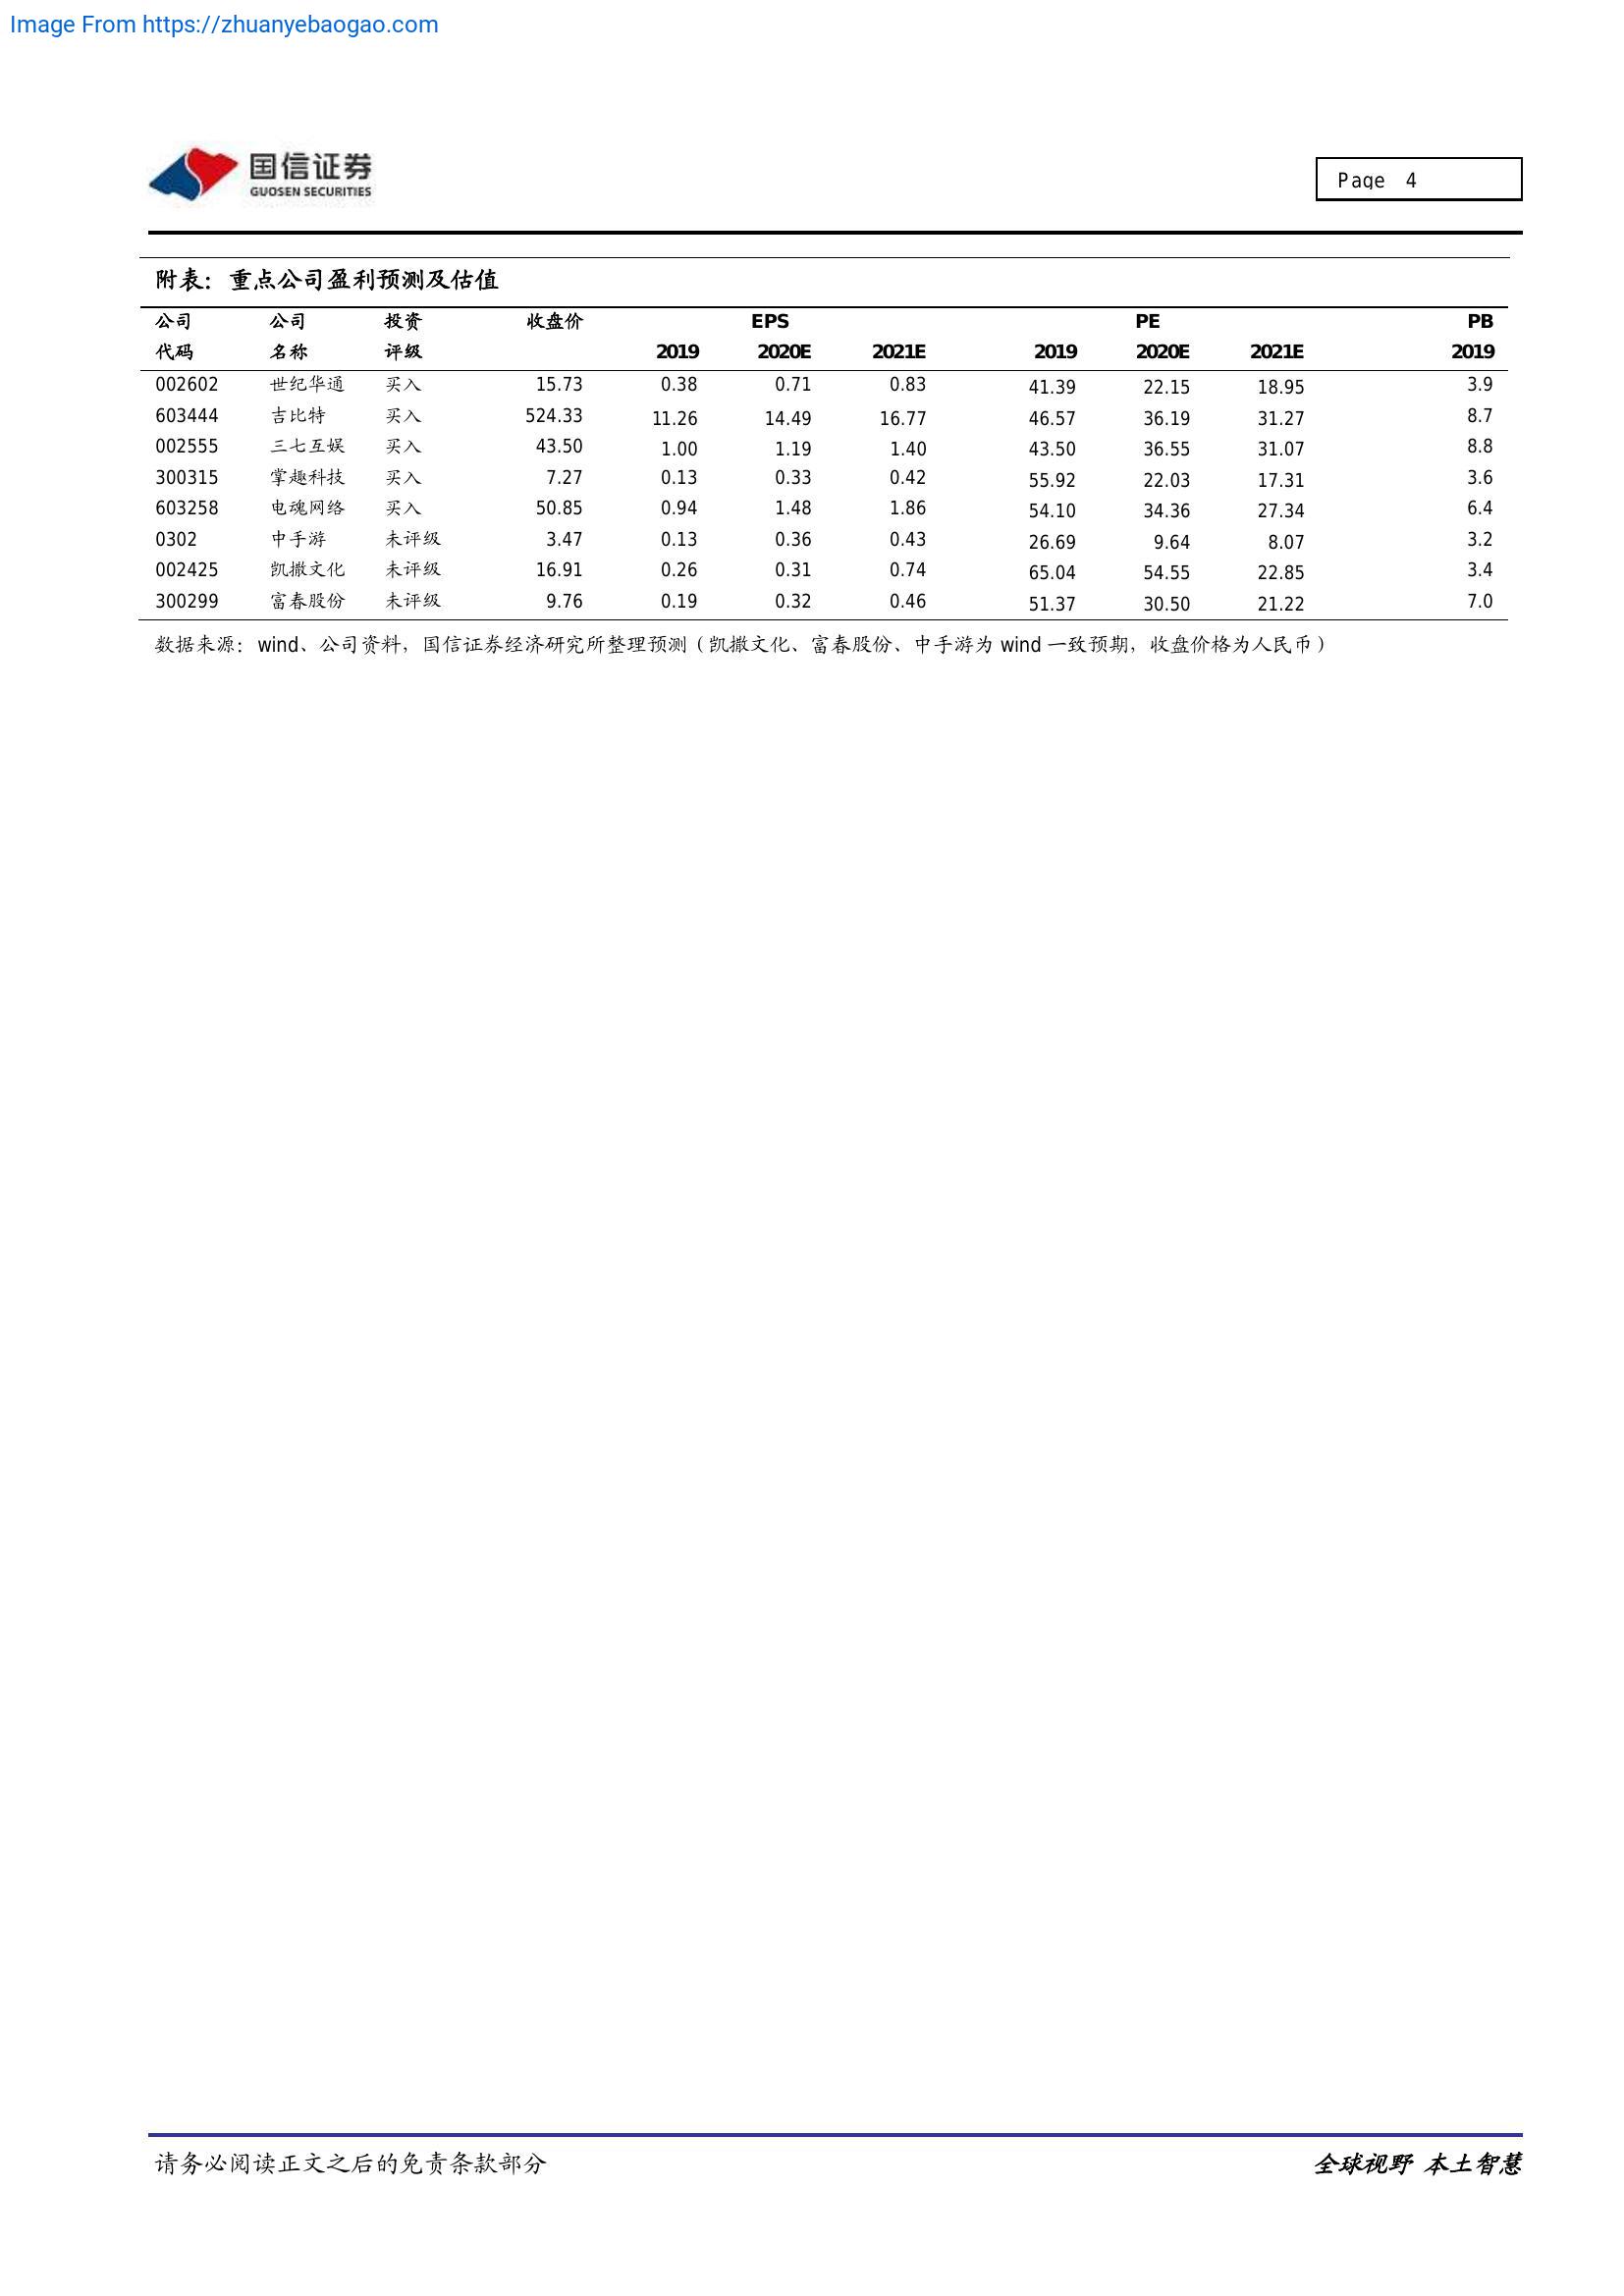 Image From https://zhuanyebaogao.com
国信证券
GUOSEN SECURITIES
Page 4
附表：重点公司盈利预测及估值
公司 公司 投资 收盘价 EPS PE PB
代码 名称 评级 2019 2020E 2021E 2019 2020E 2021E 2019
002602 世纪华通 买入 15.73 0.38 0.71 0.83 41.39 22.15 18.95 3.9
603444 吉比特 买入 524.33 11.26 14.49 16.77 46.57 36.19 31.27 8.7
002555 三七互娱 买入 43.50 1.00 1.19 1.40 43.50 36.55 31.07 8.8
300315 掌趣科技 买入 7.27 0.13 0.33 0.42 55.92 22.03 17.31 3.6
603258 电魂网络 买入 50.85 0.94 1.48 1.86 54.10 34.36 27.34 6.4
0302 中手游 未评级 3.47 0.13 0.36 0.43 26.69 9.64 8.07 3.2
002425 凯撒文化 未评级 16.91 0.26 0.31 0.74 65.04 54.55 22.85 3.4
300299 富春股份 未评级 9.76 0.19 0.32 0.46 51.37 30.50 21.22 7.0
数据来源：wind、公司资料，国信证券经济研究所整理预测（凯撒文化、富春股份、中手游为 wind 一致预期，收盘价格为人民币）
请务必阅读正文之后的免责条款部分
全球视野 本土智慧